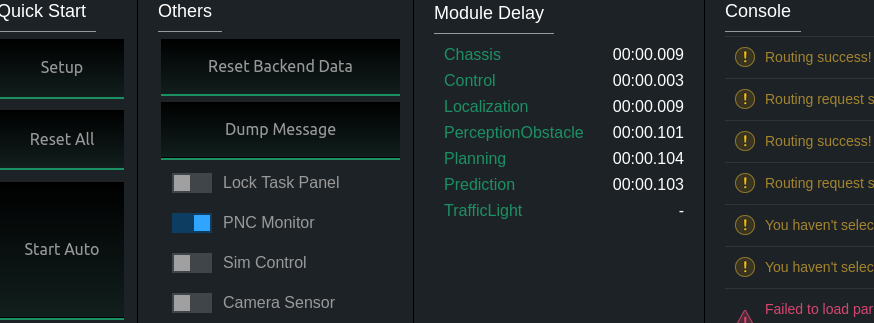 Quick Start
Setup
Reset All
Start Auto
Others
Reset Backend Data
Dump Message
Lock Task Panel
PNC Monitor
Sim Control
Camera Sensor
Module Delay
Chassis 00:00.009
Control 00:00.003
Localization 00:00.009
PerceptionObstacle 00:00.101
Planning 00:00.104
Prediction 00:00.103
TrafficLight -
Console
Routing success!
Routing request s
Routing success!
Routing request s
You haven't selec
You haven't selec
Failed to load par